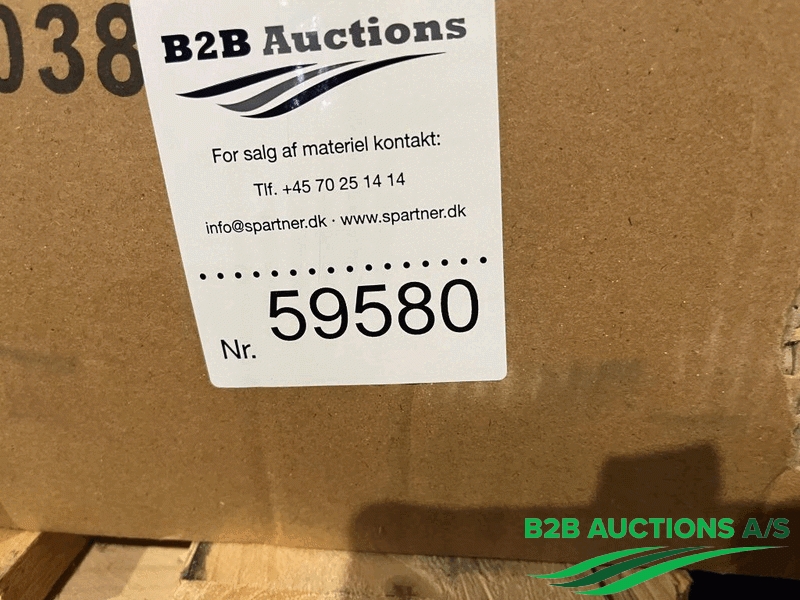 038
B2B Auctions
For salg af materiel kontakt:
Tlf. +45 70 25 14 14
info@spartner.dk · www.spartner.dk
Nr. 59580
B2B AUCTIONS A/S